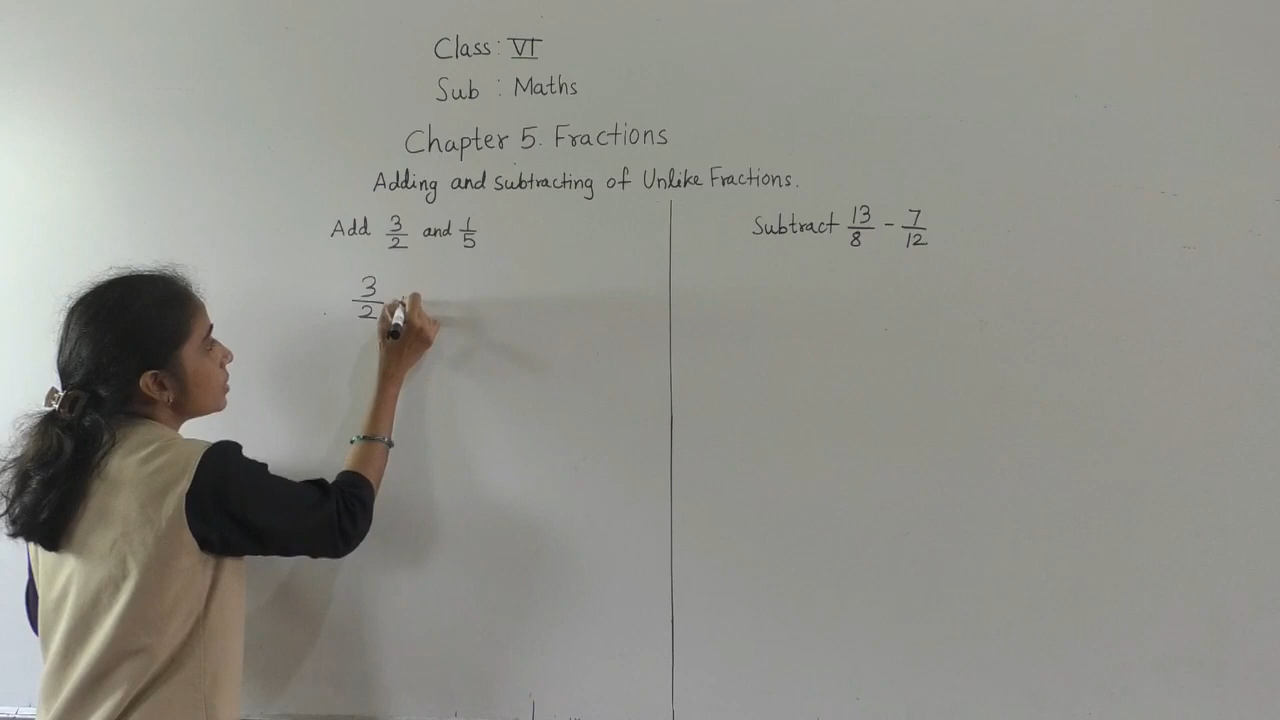 Class: VI
Sub : Maths
Chapter 5. Fractions
Adding and subtracting of Unlike Fractions.
Add 3/2 and 1/5
3/2
Subtract 13/8 - 7/12